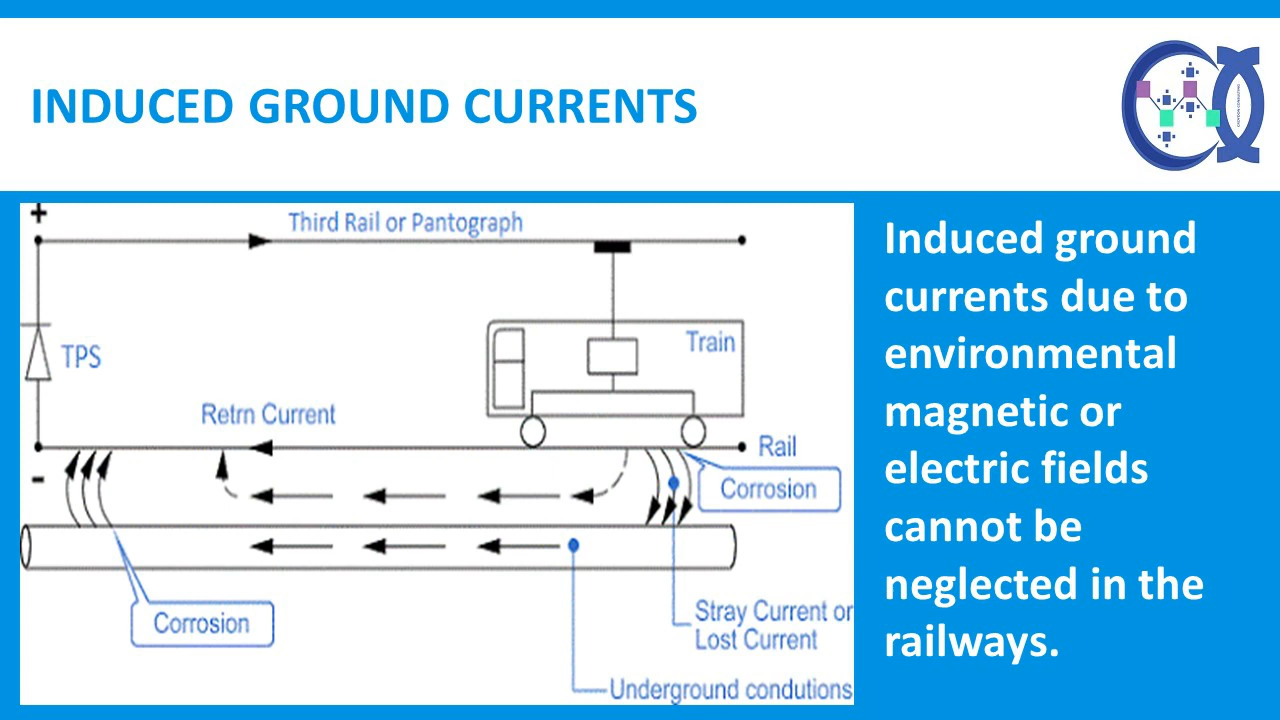 INDUCED GROUND CURRENTS
+
Third Rail or Pantograph
TPS
Train
Retrn Current
Rail
-
Corrosion
Corrosion
Stray Current or
Lost Current
Underground condutions
Induced ground
currents due to
environmental
magnetic or
electric fields
cannot be
neglected in the
railways.